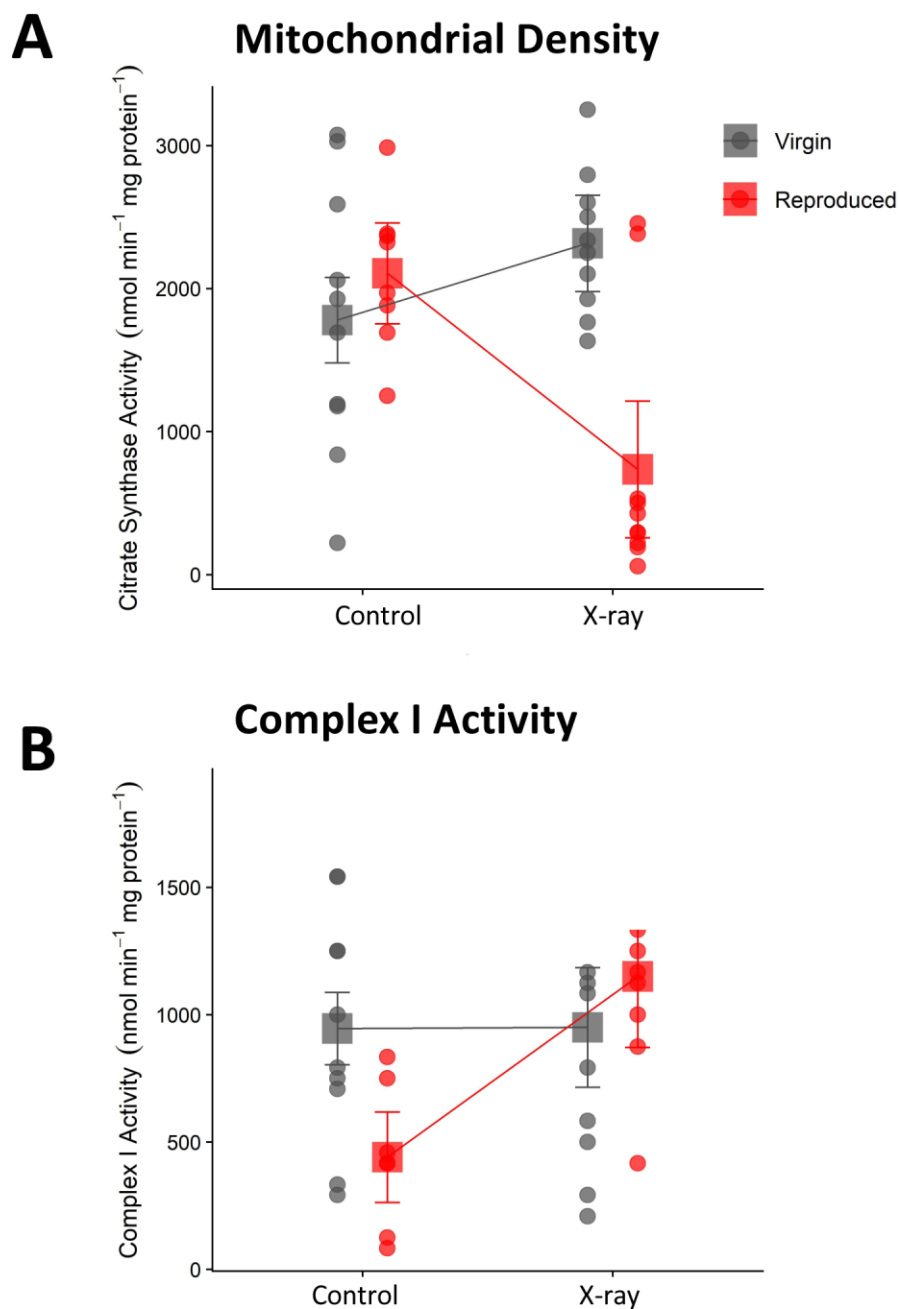 A
Mitochondrial Density
Citrate Synthase Activity (nmol min⁻¹ mg protein⁻¹)
3000
2000
1000
0
Control
X-ray
Virgin
Reproduced
B
Complex I Activity
Complex I Activity (nmol min⁻¹ mg protein⁻¹)
1500
1000
500
0
Control
X-ray